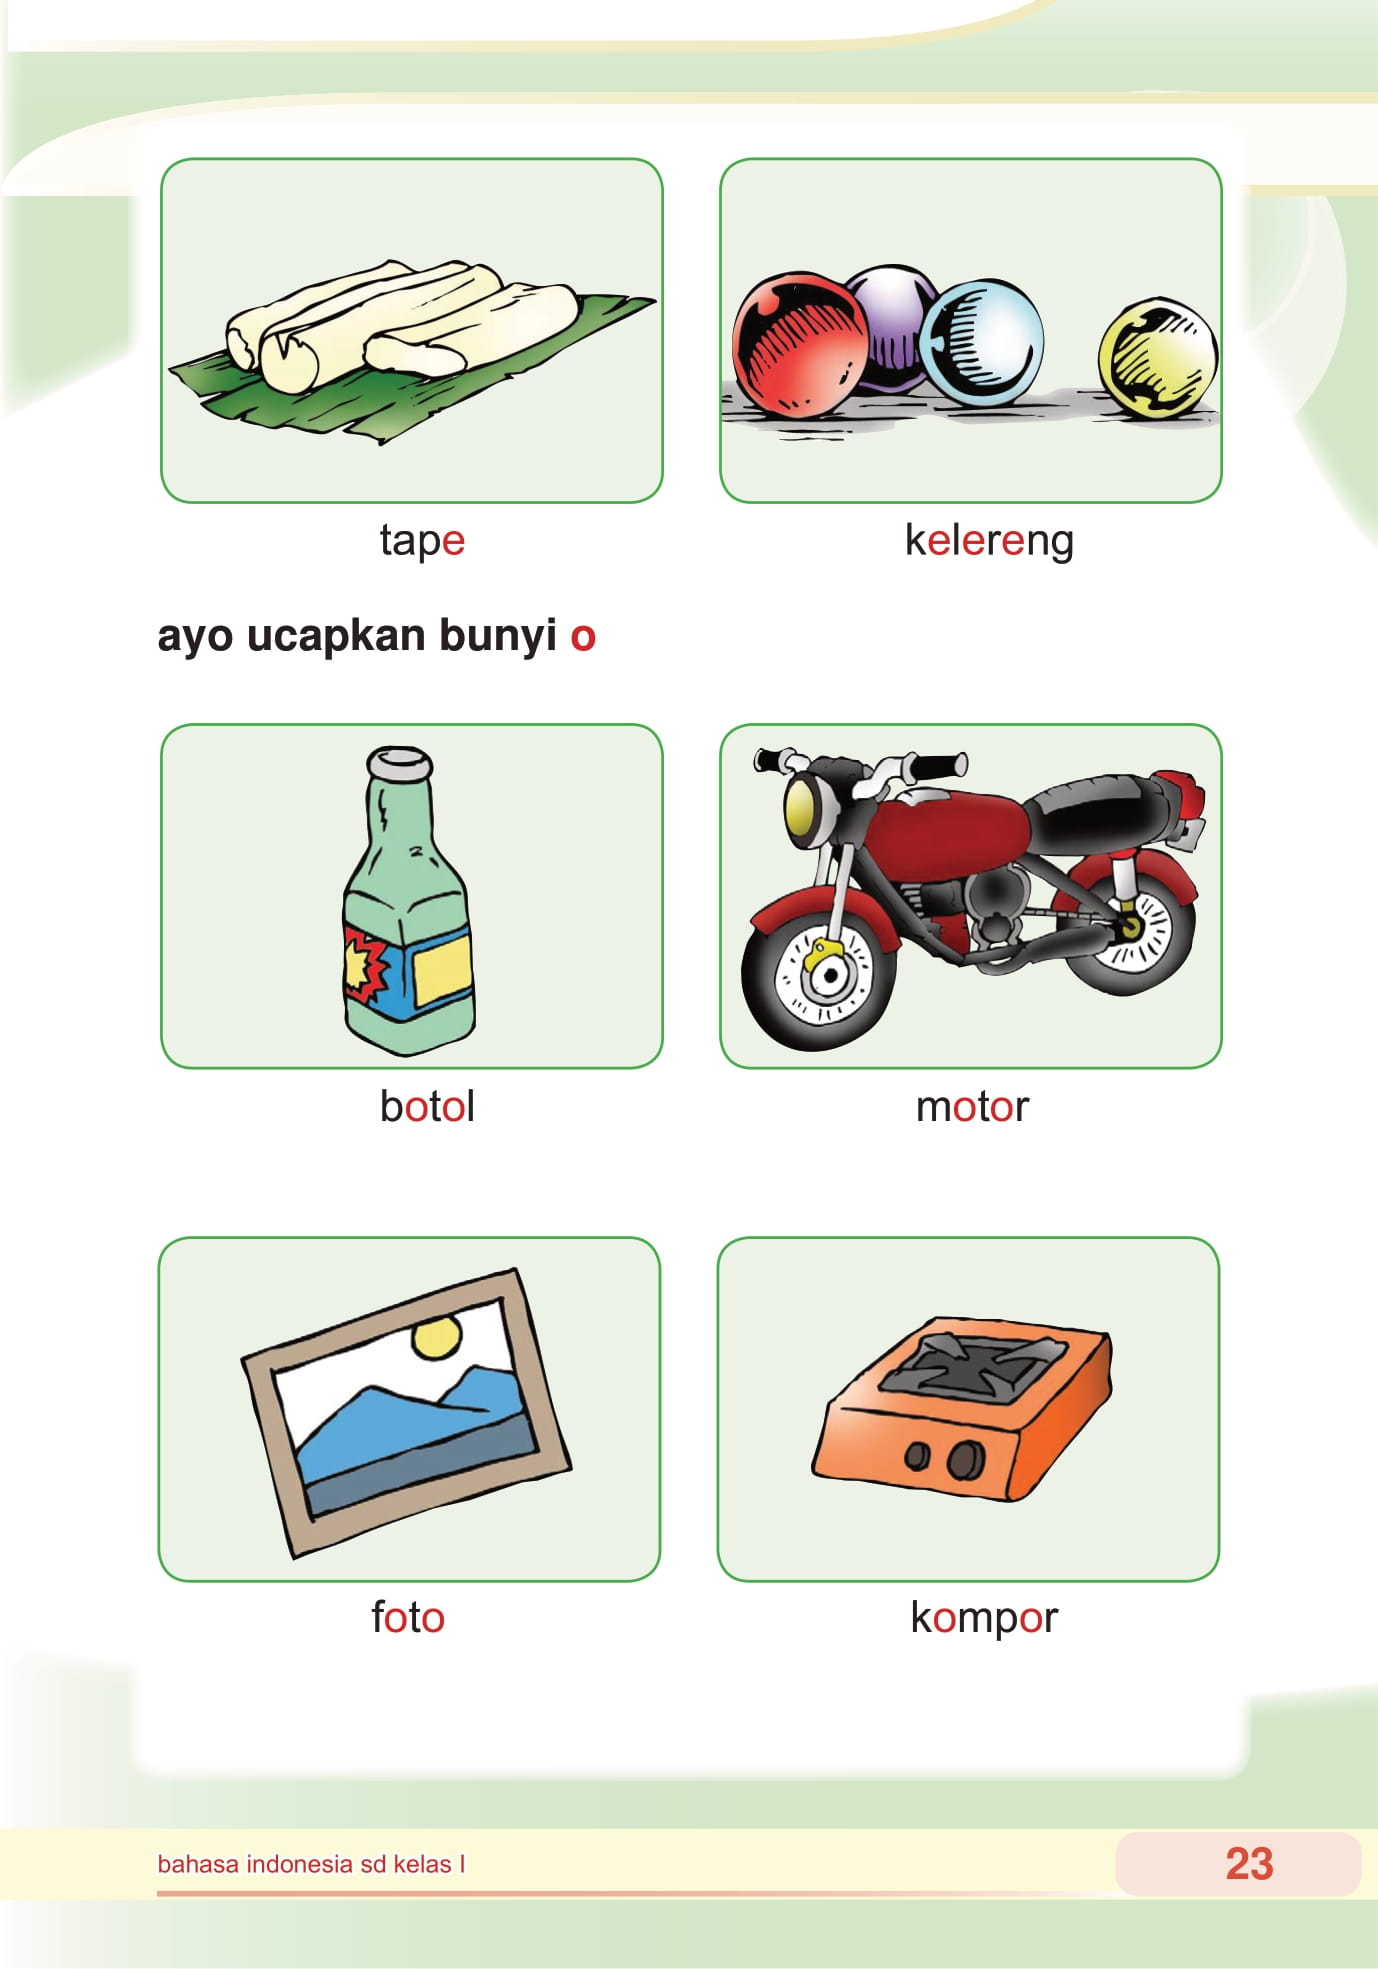 tape
kelereng
ayo ucapkan bunyi o
botol
motor
foto
kompor
bahasa indonesia sd kelas I
23